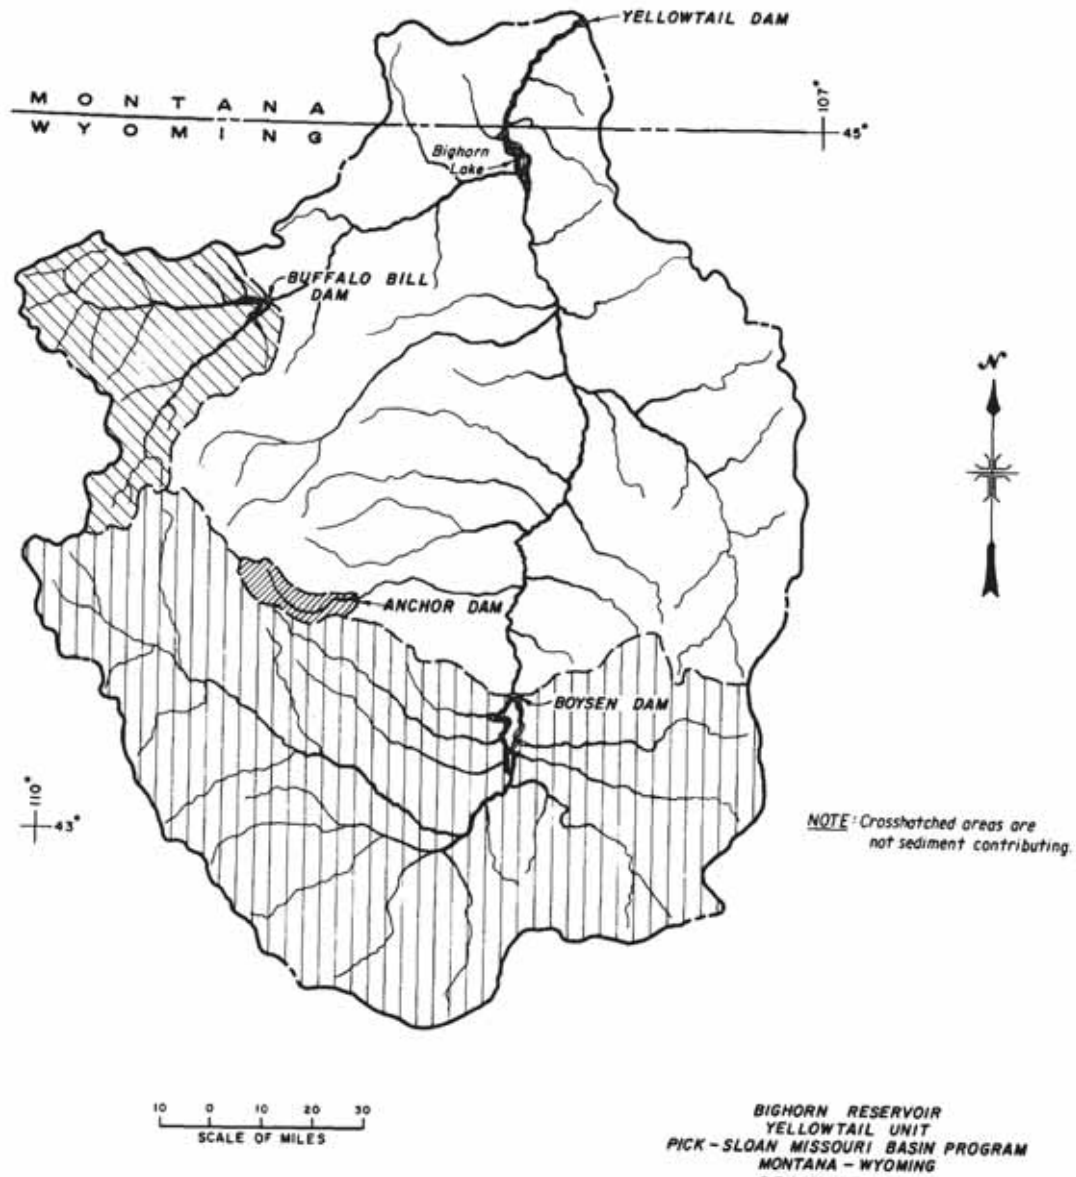 YELLOWTAIL DAM
MONTANA
WYOMING
107°
45°
Bighorn
Lake
BUFFALO BILL
DAM
N
ANCHOR DAM
BOYSEN DAM
110°
43°
NOTE: Crosshatched areas are
not sediment contributing.
10 0 10 20 30
SCALE OF MILES
BIGHORN RESERVOIR
YELLOWTAIL UNIT
PICK-SLOAN MISSOURI BASIN PROGRAM
MONTANA - WYOMING